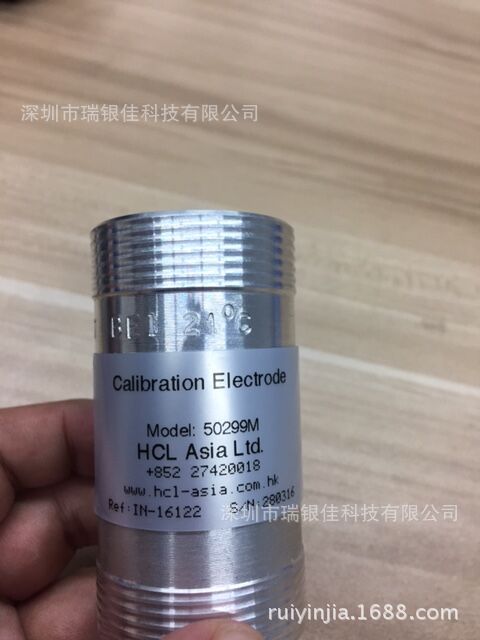 深圳市瑞银佳科技有限公司
21°C
Calibration Electrode
Model: 50299M
HCL Asia Ltd.
+852 27420018
www.hcl-asia.com.hk
Ref:IN-16122 S/N:280316
深圳市瑞银佳科技有限公司
ruiyinjia.1688.com